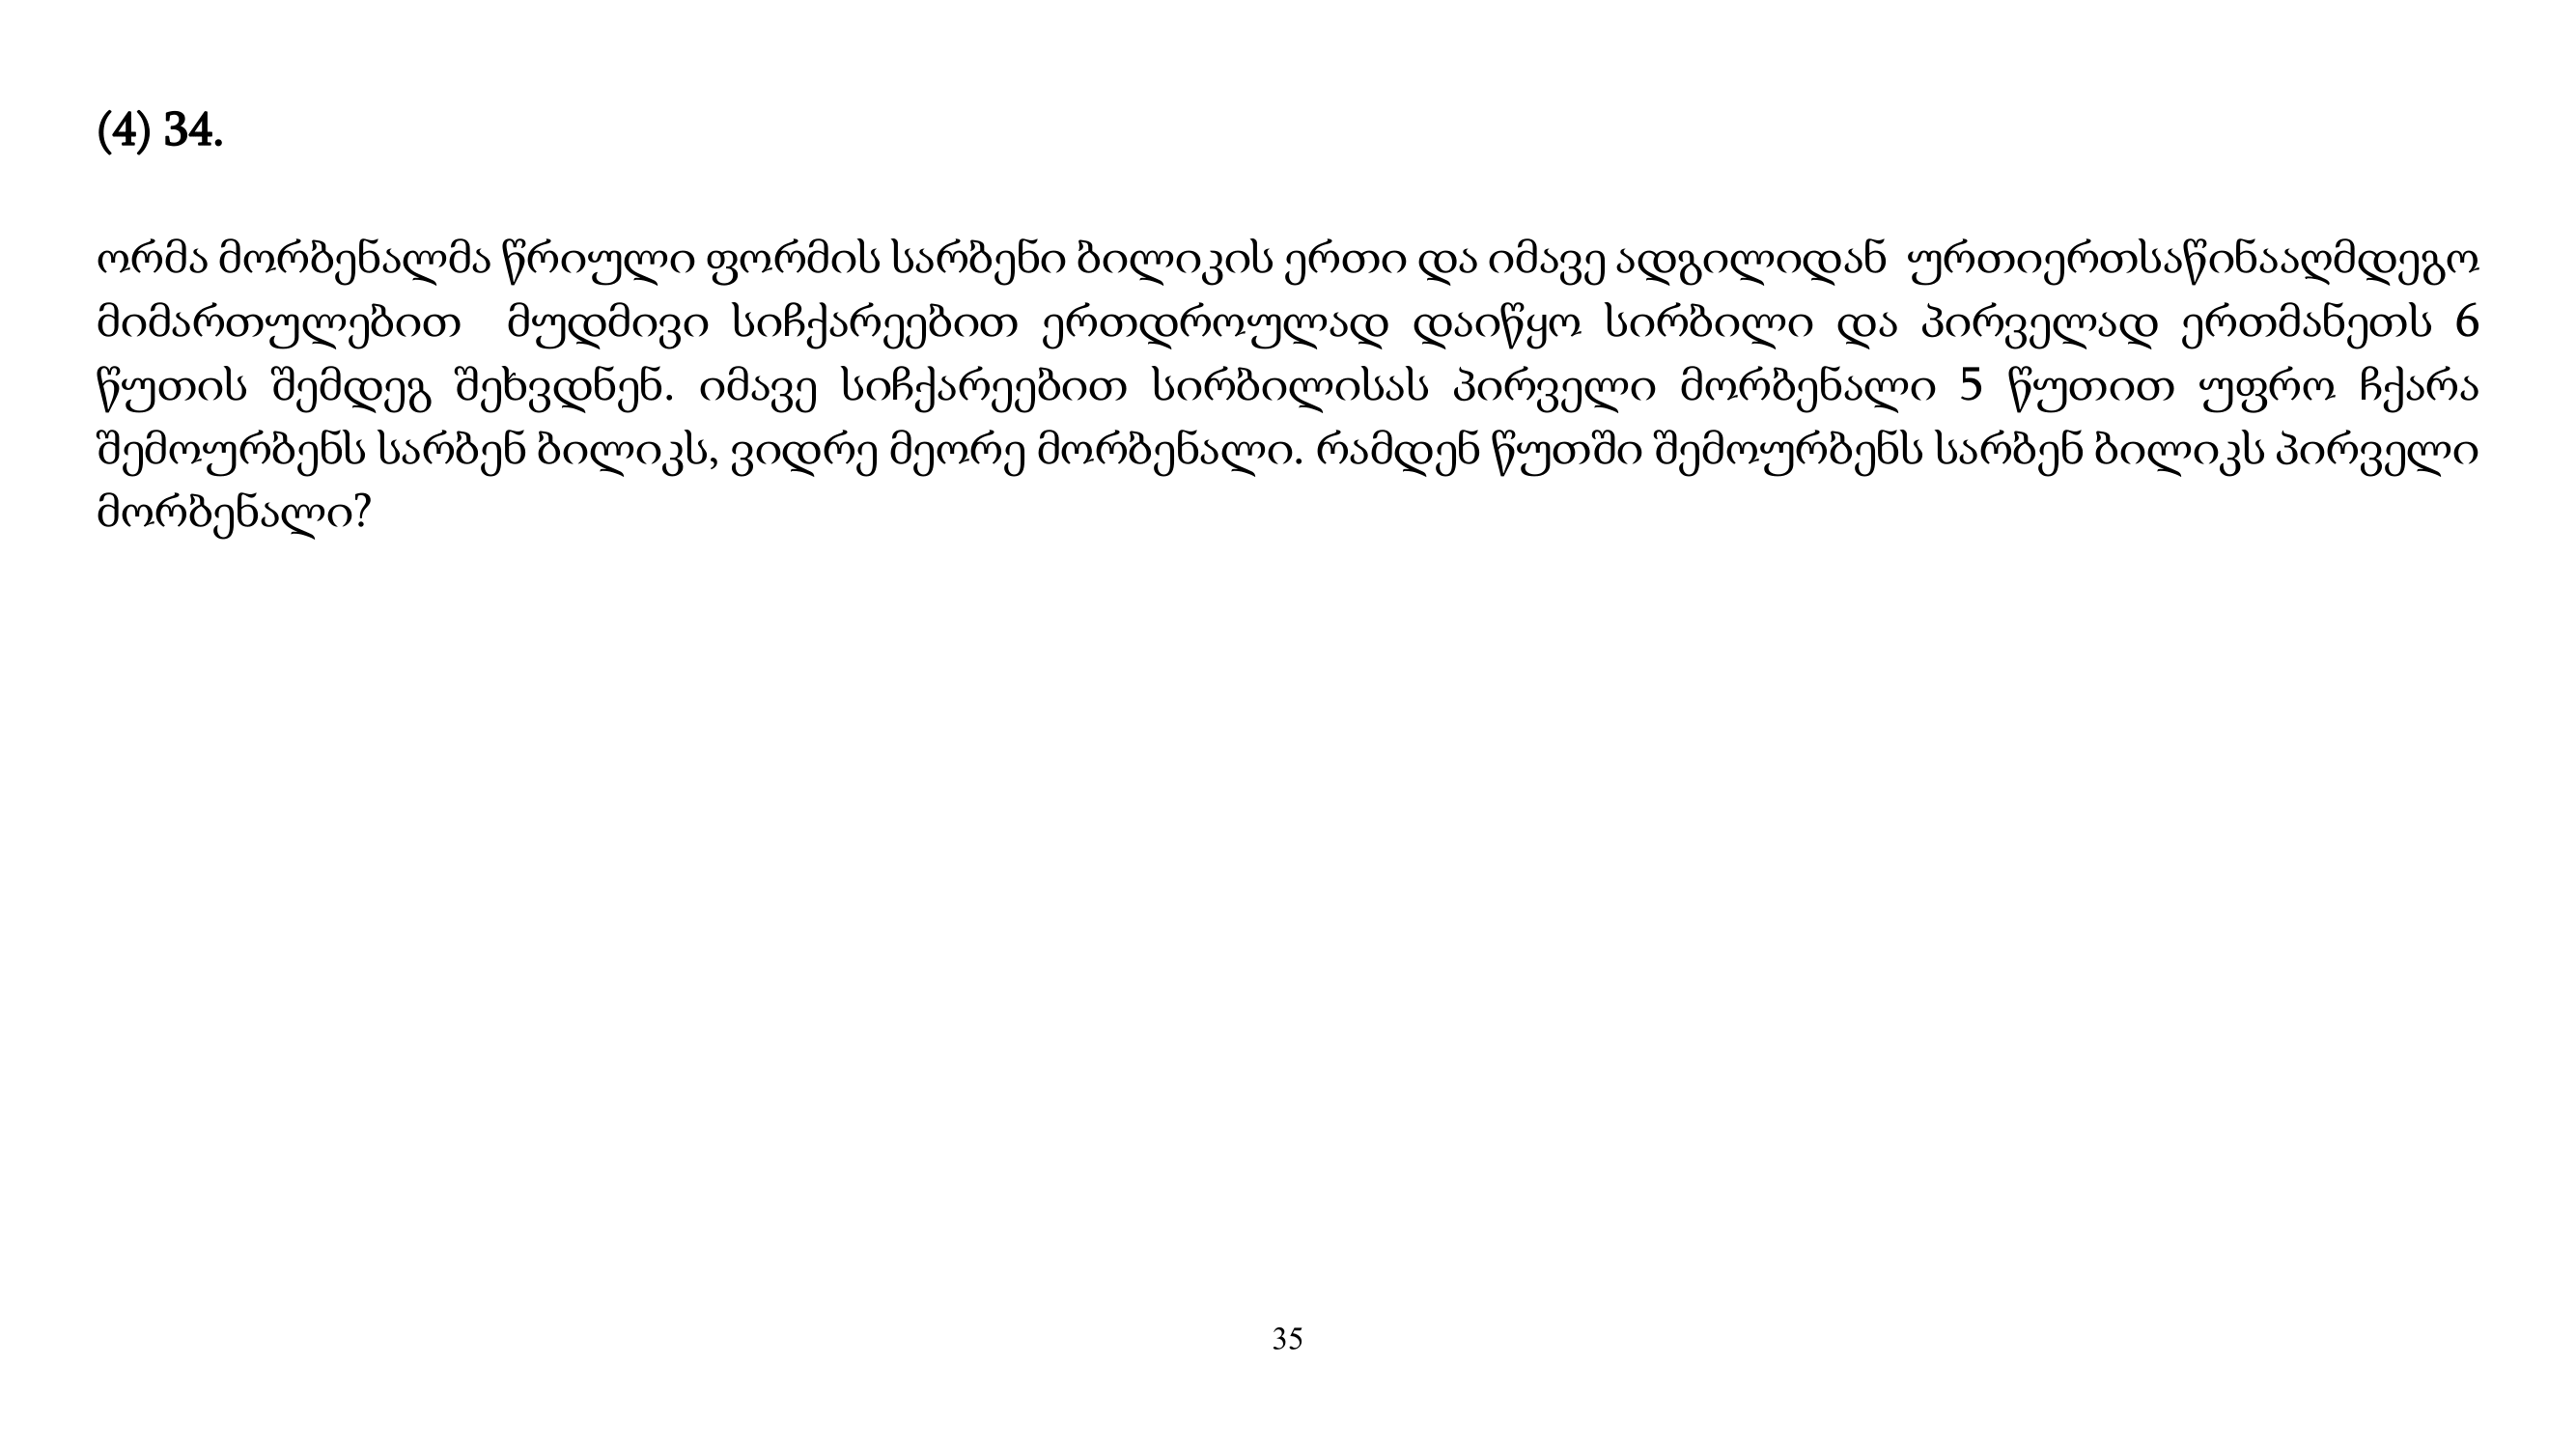 (4) 34.
ორმა მორბენალმა წრიული ფორმის სარბენი ბილიკის ერთი და იმავე ადგილიდან ურთიერთსაწინააღმდეგო
მიმართულებით მუდმივი სიჩქარეებით ერთდროულად დაიწყო სირბილი და პირველად ერთმანეთს 6
წუთის შემდეგ შეხვდნენ. იმავე სიჩქარეებით სირბილისას პირველი მორბენალი 5 წუთით უფრო ჩქარა
შემოურბენს სარბენ ბილიკს, ვიდრე მეორე მორბენალი. რამდენ წუთში შემოურბენს სარბენ ბილიკს პირველი
მორბენალი?
35